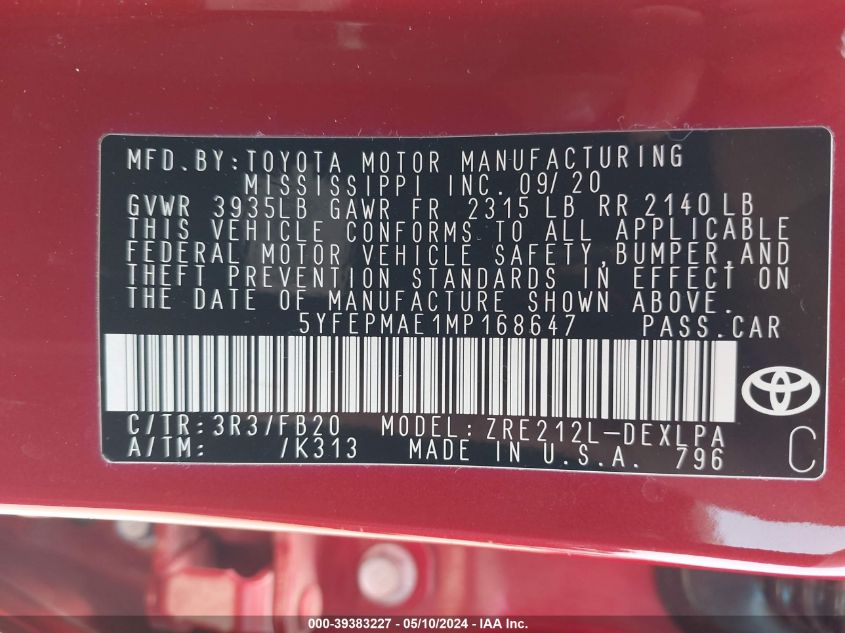 MFD.BY:TOYOTA MOTOR MANUFACTURING
MISSISSIPPI INC. 09/20
GVWR 3935LB GAWR FR 2315 LB RR 2140 LB
THIS VEHICLE CONFORMS TO ALL APPLICABLE
FEDERAL MOTOR VEHICLE SAFETY,BUMPER,AND
THEFT PREVENTION STANDARDS IN EFFECT ON
THE DATE OF MANUFACTURE SHOWN ABOVE.
5YFEPMAE1MP168647 PASS.CAR
C/TR:3R3/FB20 MODEL:ZRE212L-DEXLPA
A/TM: /K313 MADE IN U.S.A. 796 C
000-39383227 - 05/10/2024 - IAA Inc.